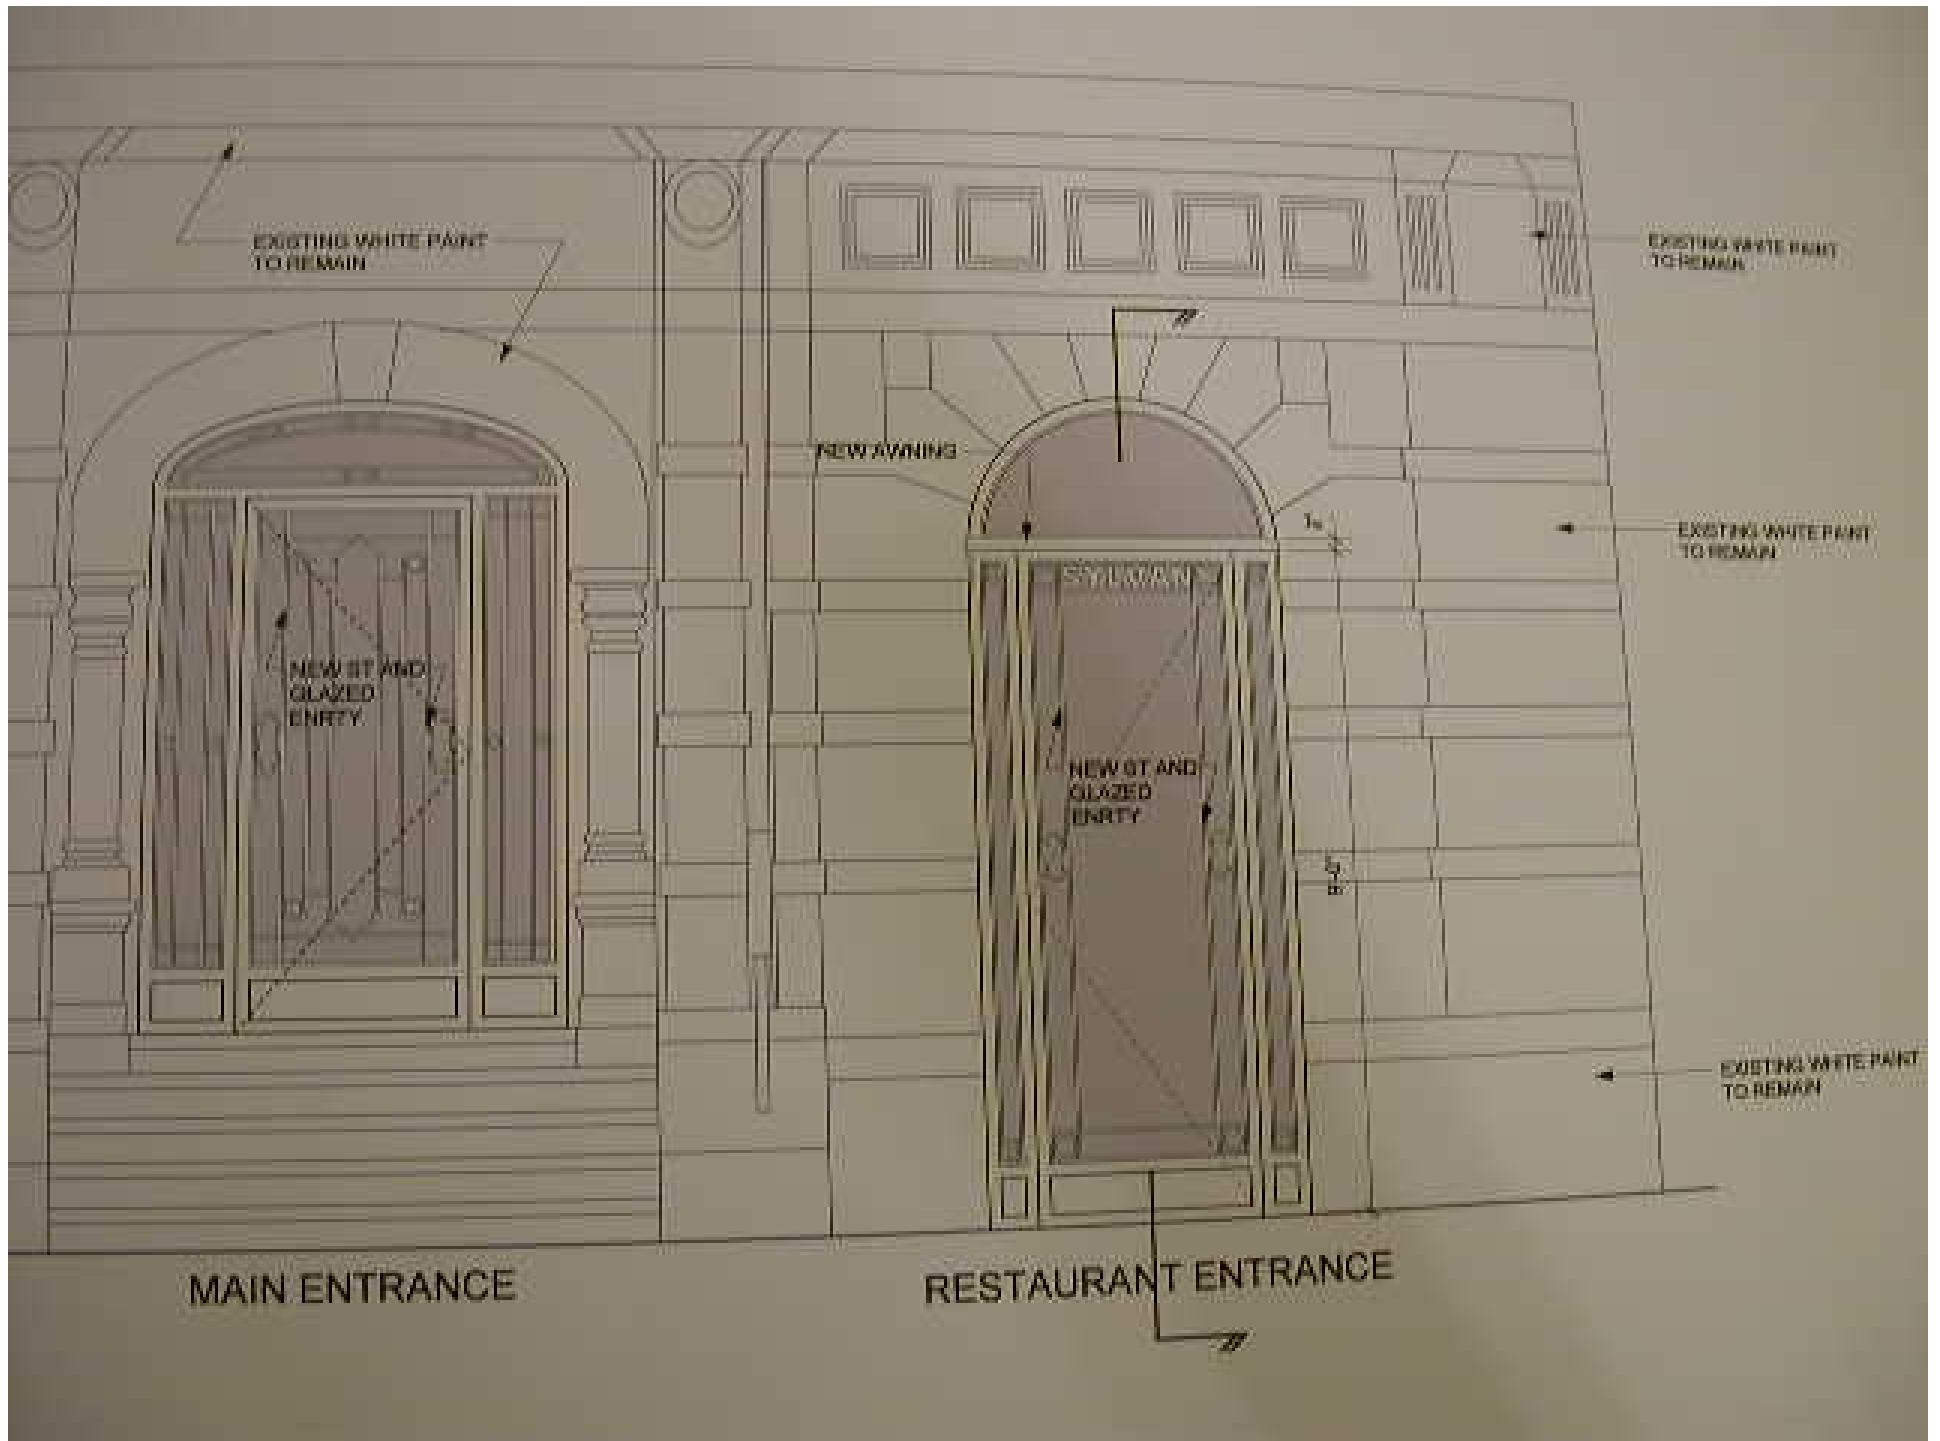 EXISTING WHITE PAINT
TO REMAIN
EXISTING WHITE PAINT
TO REMAIN
NEW AWNING
EXISTING WHITE PAINT
TO REMAIN
NEW ST AND
GLAZED
ENRTY
NEW ST AND
GLAZED
ENRTY
EXISTING WHITE PAINT
TO REMAIN
MAIN ENTRANCE
RESTAURANT ENTRANCE